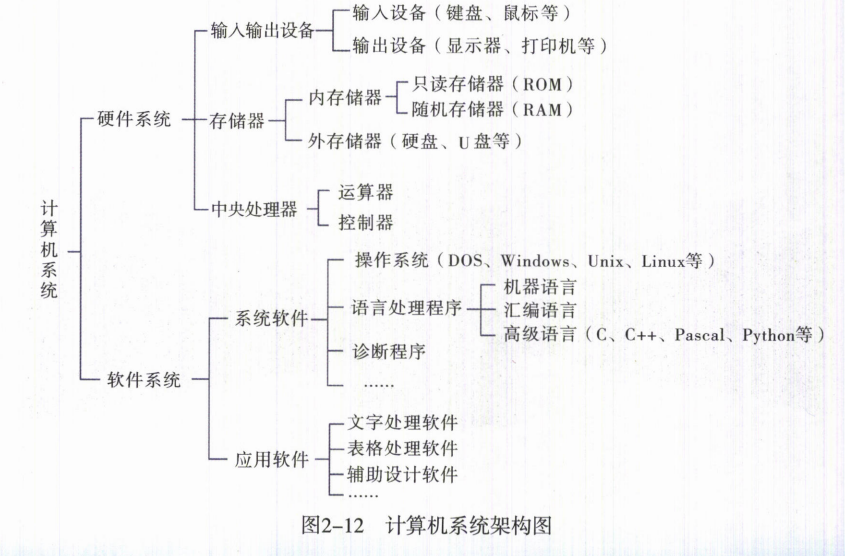 输入设备（键盘、鼠标等）
输入输出设备
输出设备（显示器、打印机等）
只读存储器（ROM）
内存储器
随机存储器（RAM）
硬件系统
存储器
外存储器（硬盘、U盘等）
运算器
中央处理器
控制器
计算机系统
操作系统（DOS、Windows、Unix、Linux等）
机器语言
语言处理程序
汇编语言
系统软件
高级语言（C、C++、Pascal、Python等）
诊断程序
软件系统
……
文字处理软件
表格处理软件
应用软件
辅助设计软件
……
图2-12 计算机系统架构图